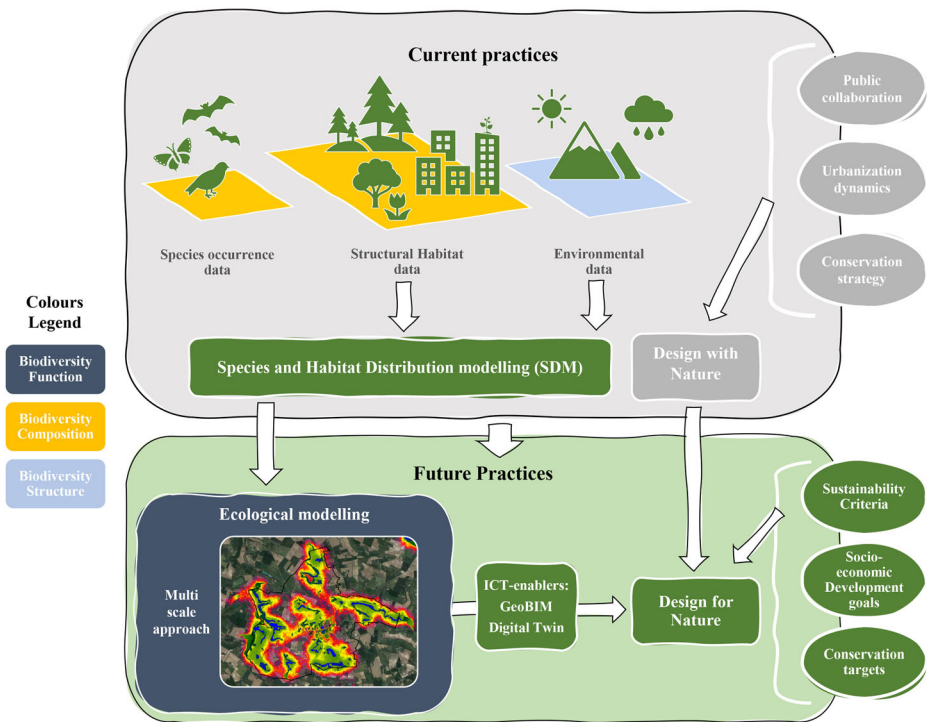 Current practices
Species occurrence
data
Structural Habitat
data
Environmental
data
Public
collaboration
Urbanization
dynamics
Conservation
strategy
Colours
Legend
Biodiversity
Function
Biodiversity
Composition
Biodiversity
Structure
Species and Habitat Distribution modelling (SDM)
Design with
Nature
Future Practices
Ecological modelling
Multi
scale
approach
ICT-enablers:
GeoBIM
Digital Twin
Design for
Nature
Sustainability
Criteria
Socio-
economic
Development
goals
Conservation
targets